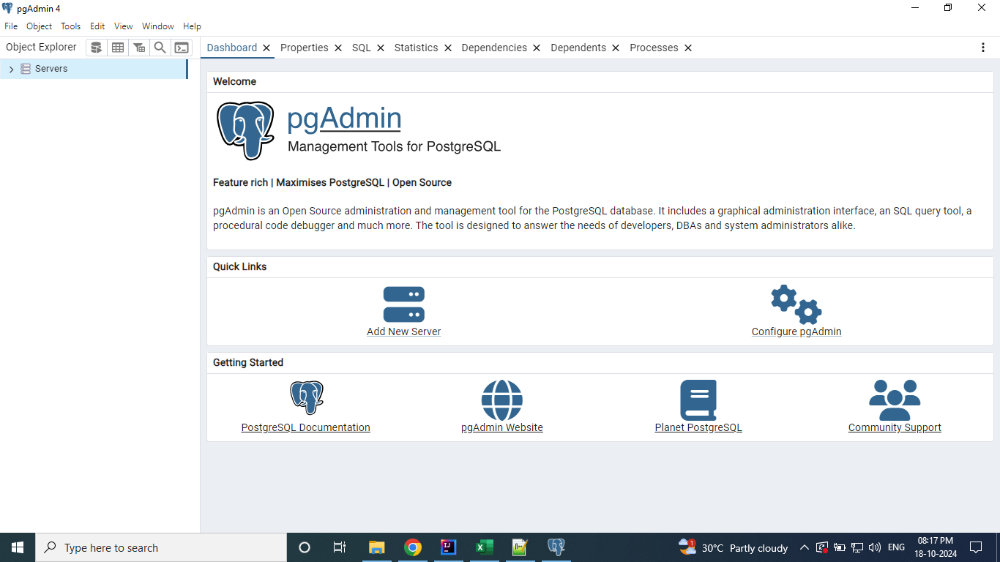 pgAdmin 4
File Object Tools Edit View Window Help
Object Explorer
Dashboard Properties SQL Statistics Dependencies Dependents Processes
Servers
Welcome
pgAdmin
Management Tools for PostgreSQL
Feature rich | Maximises PostgreSQL | Open Source
pgAdmin is an Open Source administration and management tool for the PostgreSQL database. It includes a graphical administration interface, an SQL query tool, a
procedural code debugger and much more. The tool is designed to answer the needs of developers, DBAs and system administrators alike.
Quick Links
Add New Server Configure pgAdmin
Getting Started
PostgreSQL Documentation pgAdmin Website Planet PostgreSQL Community Support
Type here to search
1
30°C Partly cloudy
ENG
08:17 PM
18-10-2024